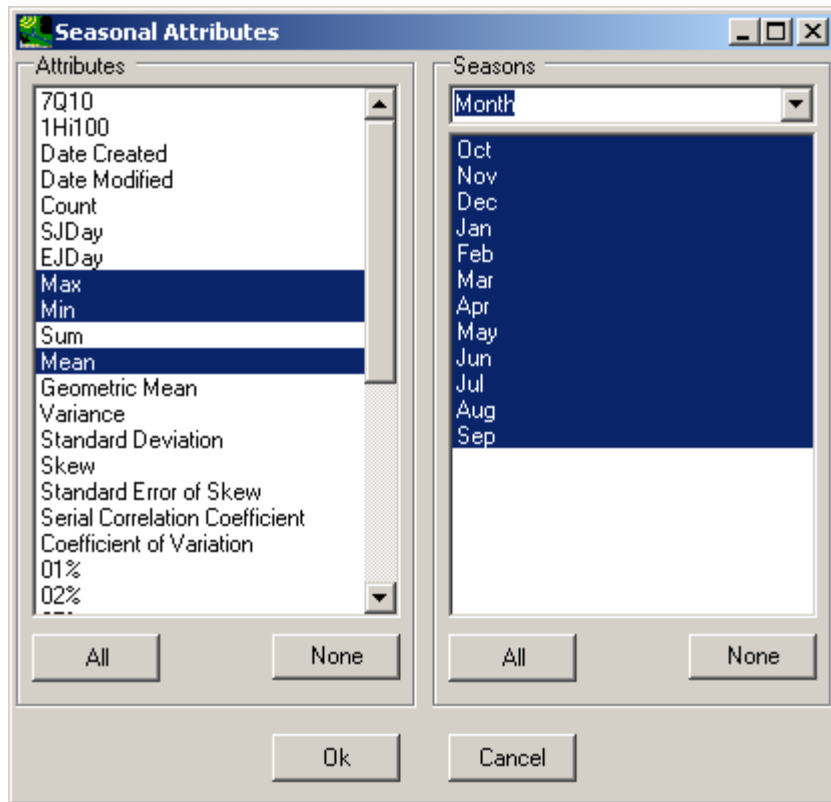 Seasonal Attributes
Attributes
7Q10
1Hi100
Date Created
Date Modified
Count
SJDay
EJDay
Max
Min
Sum
Mean
Geometric Mean
Variance
Standard Deviation
Skew
Standard Error of Skew
Serial Correlation Coefficient
Coefficient of Variation
01%
02%
All
None
Seasons
Month
Oct
Nov
Dec
Jan
Feb
Mar
Apr
May
Jun
Jul
Aug
Sep
All
None
Ok
Cancel